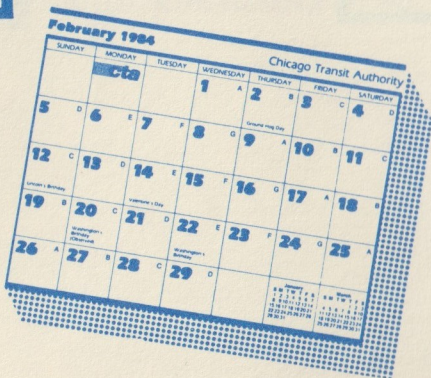 February 1984
Chicago Transit Authority
SUNDAY MONDAY TUESDAY WEDNESDAY THURSDAY FRIDAY SATURDAY
cta
1 A 2 B 3 C 4 D
Ground Hog Day
5 D 6 E 7 F 8 G 9 A 10 B 11 C
12 C 13 D 14 E 15 F 16 G 17 A 18 B
Lincoln's Birthday Valentine's Day
19 B 20 C 21 D 22 E 23 F 24 G 25 A
Washington's Birthday (Observed) Washington's Birthday
26 A 27 B 28 C 29 D
January March